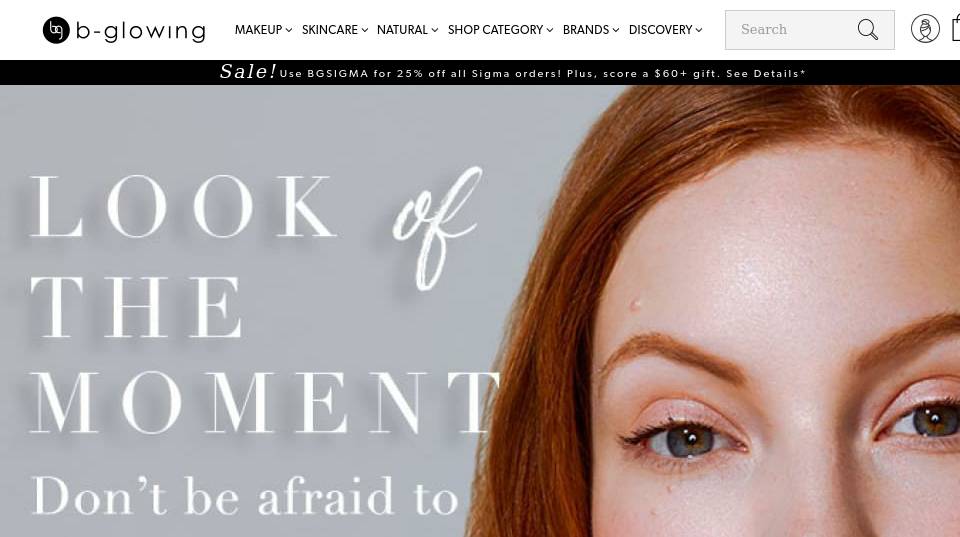 bg b-glowing MAKEUP SKINCARE NATURAL SHOP CATEGORY BRANDS DISCOVERY Search
Sale! Use BGSIGMA for 25% off all Sigma orders! Plus, score a $60+ gift. See Details*
LOOK of
THE
MOMENT
Don't be afraid to